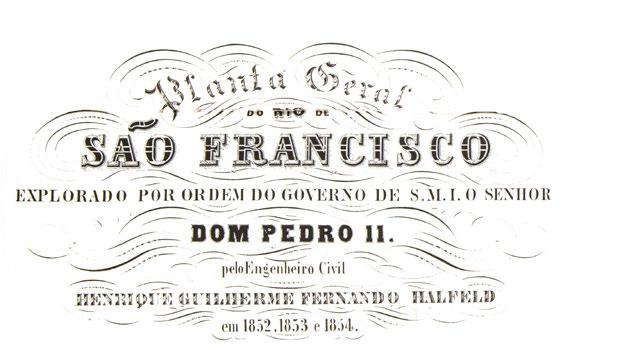 Planta Geral
DO RIO DE
SÃO FRANCISCO
EXPLORADO POR ORDEM DO GOVERNO DE S.M.I. O SENHOR
DOM PEDRO II.
pelo Engenheiro Civil
HENRIQUE GUILHERME FERNANDO HALFELD
em 1852, 1853 e 1854.